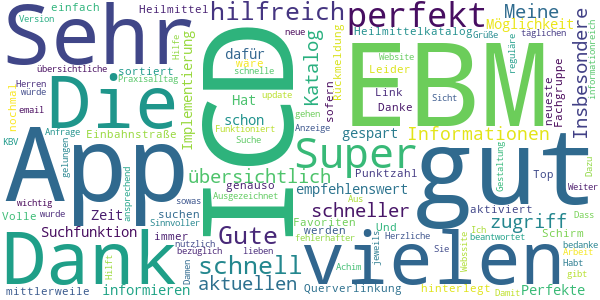 Sehr
hilfreich
perfekt
einfach
Heilmittel
Meine
Möglichkeit
Version
Hilfe
neue
Grüße
täglichen
informationreich
Insbesondere
dafür
Katalog
Heilmittelkatalog
reguläre
ICD
EBM
Implementierung
Ware
schnelle
Rückmeldung
Leider
Website
neueste
Fachgruppe
übersichtliche
sortiert
Praxisalltag
Herren
würde
nochmal
Die
Hat
update
sofern
Link
Danke
Sicht
email
schon
gehen
Anzeige
Anfrage
Einbahnstraße
Funktioniert
Suche
gespart
Informationen
KBV
gelungen
App
ansprechend
Super
gut
Gestaltung
übersichtlich
Punktzahl
Top
Weiter
genauso
empfehlenswert
wichtig
sowas
Ausgezeichnet
Aus
schneller
aktiviert
Dazu
Volle
wurde
Zeit
suchen
Favoriten
Und
zugriff
Dass
Suchfunktion
immer
Gute
werden
Ich
beantwortet
Schirm
Dank
nützlich
bezüglich
lieben
fehlerhafter
jeweils
Herzliche
Sie
vielen
bedanke
Arbeit
Hilft
Damen
schnell
Achim
Habt
gibt
Sinnvoller
informieren
aktuellen
Querverlinkung
hinterlegt
Damit
Perfekte
mittlerweile